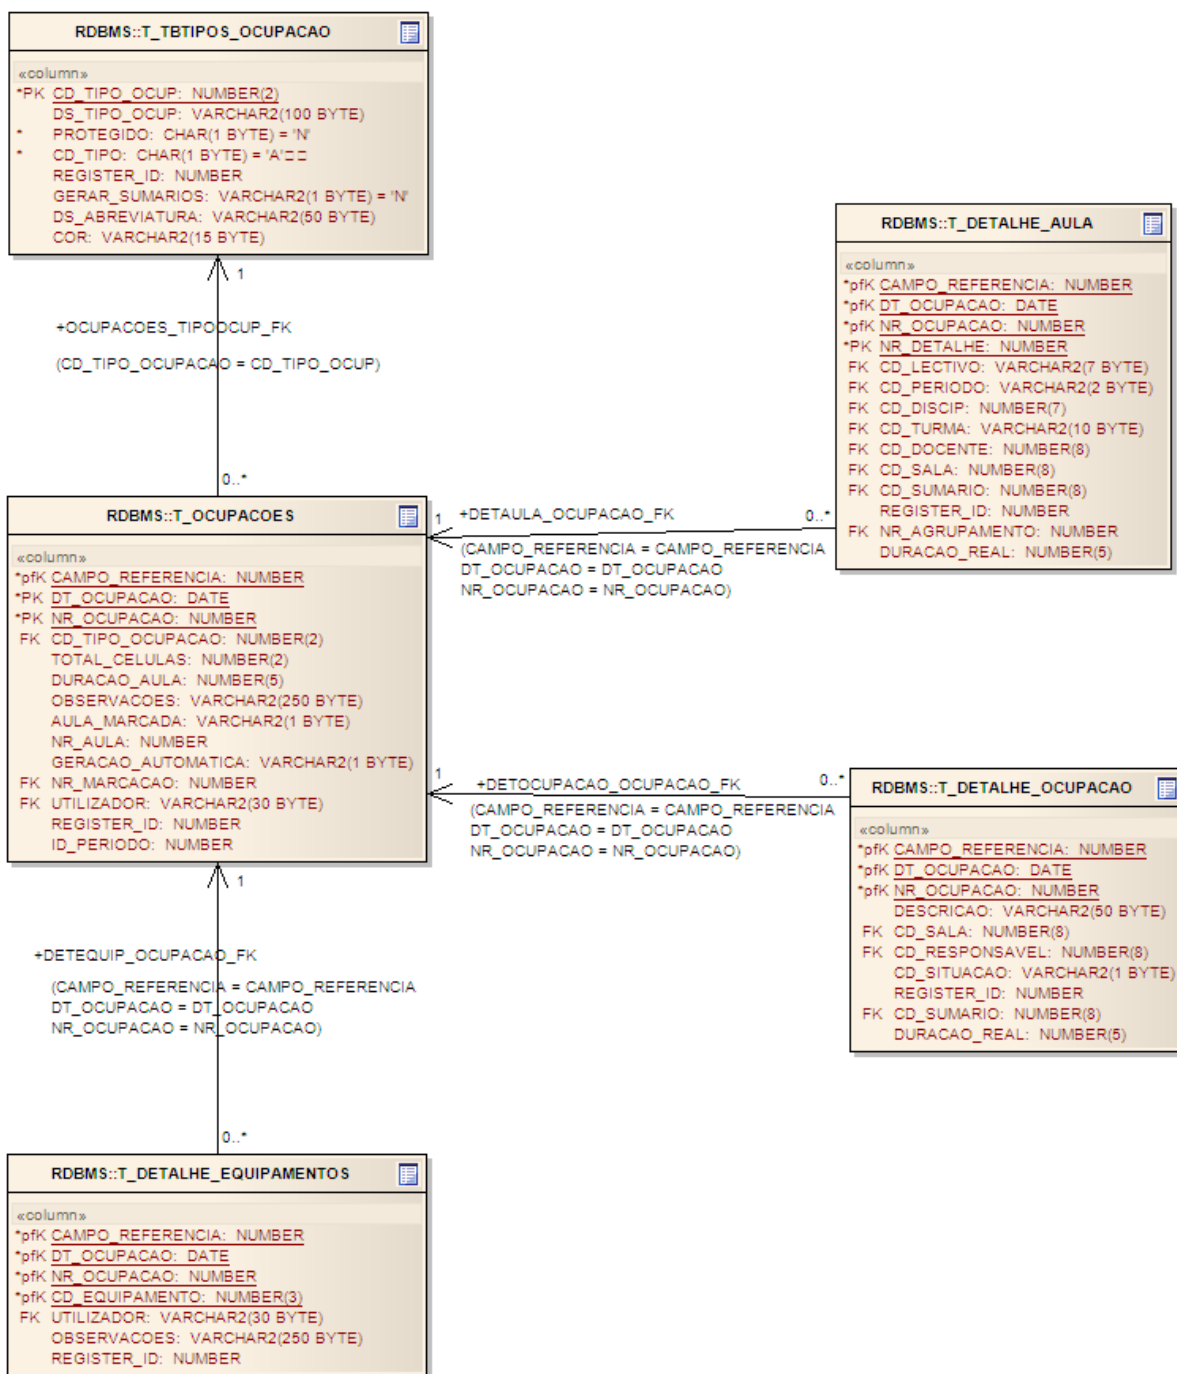 RDBMS::T_TBTIPOS_OCUPACAO
«column»
*PK CD_TIPO_OCUP: NUMBER(2)
DS_TIPO_OCUP: VARCHAR2(100 BYTE)
* PROTEGIDO: CHAR(1 BYTE) = 'N'
* CD_TIPO: CHAR(1 BYTE) = 'A'□□
REGISTER_ID: NUMBER
GERAR_SUMARIOS: VARCHAR2(1 BYTE) = 'N'
DS_ABREVIATURA: VARCHAR2(50 BYTE)
COR: VARCHAR2(15 BYTE)
1
+OCUPACOES_TIPOOCUP_FK
(CD_TIPO_OCUPACAO = CD_TIPO_OCUP)
0..*
RDBMS::T_DETALHE_AULA
«column»
*pfK CAMPO_REFERENCIA: NUMBER
*pfK DT_OCUPACAO: DATE
*pfK NR_OCUPACAO: NUMBER
*PK NR_DETALHE: NUMBER
FK CD_LECTIVO: VARCHAR2(7 BYTE)
FK CD_PERIODO: VARCHAR2(2 BYTE)
FK CD_DISCIP: NUMBER(7)
FK CD_TURMA: VARCHAR2(10 BYTE)
FK CD_DOCENTE: NUMBER(8)
FK CD_SALA: NUMBER(8)
FK CD_SUMARIO: NUMBER(8)
REGISTER_ID: NUMBER
FK NR_AGRUPAMENTO: NUMBER
DURACAO_REAL: NUMBER(5)
RDBMS::T_OCUPACOES
«column»
*pfK CAMPO_REFERENCIA: NUMBER
*PK DT_OCUPACAO: DATE
*PK NR_OCUPACAO: NUMBER
FK CD_TIPO_OCUPACAO: NUMBER(2)
TOTAL_CELULAS: NUMBER(2)
DURACAO_AULA: NUMBER(5)
OBSERVACOES: VARCHAR2(250 BYTE)
AULA_MARCADA: VARCHAR2(1 BYTE)
NR_AULA: NUMBER
GERACAO_AUTOMATICA: VARCHAR2(1 BYTE)
FK NR_MARCACAO: NUMBER
FK UTILIZADOR: VARCHAR2(30 BYTE)
REGISTER_ID: NUMBER
ID_PERIODO: NUMBER
1 +DETAULA_OCUPACAO_FK 0..*
(CAMPO_REFERENCIA = CAMPO_REFERENCIA
DT_OCUPACAO = DT_OCUPACAO
NR_OCUPACAO = NR_OCUPACAO)
1 +DETOCUPACAO_OCUPACAO_FK 0..*
(CAMPO_REFERENCIA = CAMPO_REFERENCIA
DT_OCUPACAO = DT_OCUPACAO
NR_OCUPACAO = NR_OCUPACAO)
RDBMS::T_DETALHE_OCUPACAO
«column»
*pfK CAMPO_REFERENCIA: NUMBER
*pfK DT_OCUPACAO: DATE
*pfK NR_OCUPACAO: NUMBER
DESCRICAO: VARCHAR2(50 BYTE)
FK CD_SALA: NUMBER(8)
FK CD_RESPONSAVEL: NUMBER(8)
CD_SITUACAO: VARCHAR2(1 BYTE)
REGISTER_ID: NUMBER
FK CD_SUMARIO: NUMBER(8)
DURACAO_REAL: NUMBER(5)
1
+DETEQUIP_OCUPACAO_FK
(CAMPO_REFERENCIA = CAMPO_REFERENCIA
DT_OCUPACAO = DT_OCUPACAO
NR_OCUPACAO = NR_OCUPACAO)
0..*
RDBMS::T_DETALHE_EQUIPAMENTOS
«column»
*pfK CAMPO_REFERENCIA: NUMBER
*pfK DT_OCUPACAO: DATE
*pfK NR_OCUPACAO: NUMBER
*pfK CD_EQUIPAMENTO: NUMBER(3)
FK UTILIZADOR: VARCHAR2(30 BYTE)
OBSERVACOES: VARCHAR2(250 BYTE)
REGISTER_ID: NUMBER